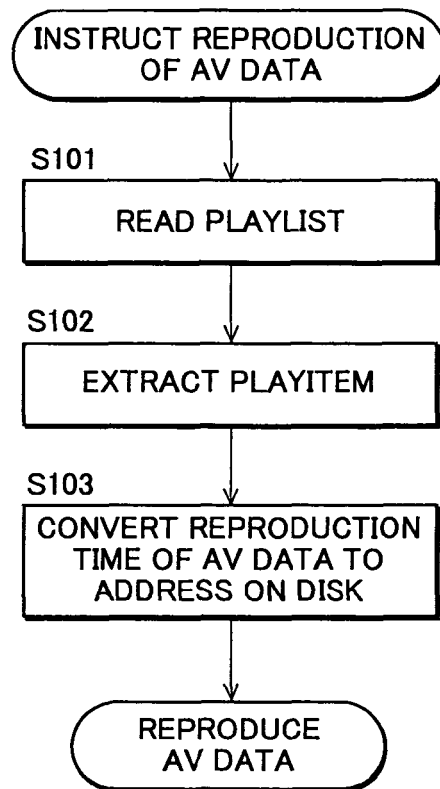 INSTRUCT REPRODUCTION
OF AV DATA
S101
READ PLAYLIST
S102
EXTRACT PLAYITEM
S103
CONVERT REPRODUCTION
TIME OF AV DATA TO
ADDRESS ON DISK
REPRODUCE
AV DATA